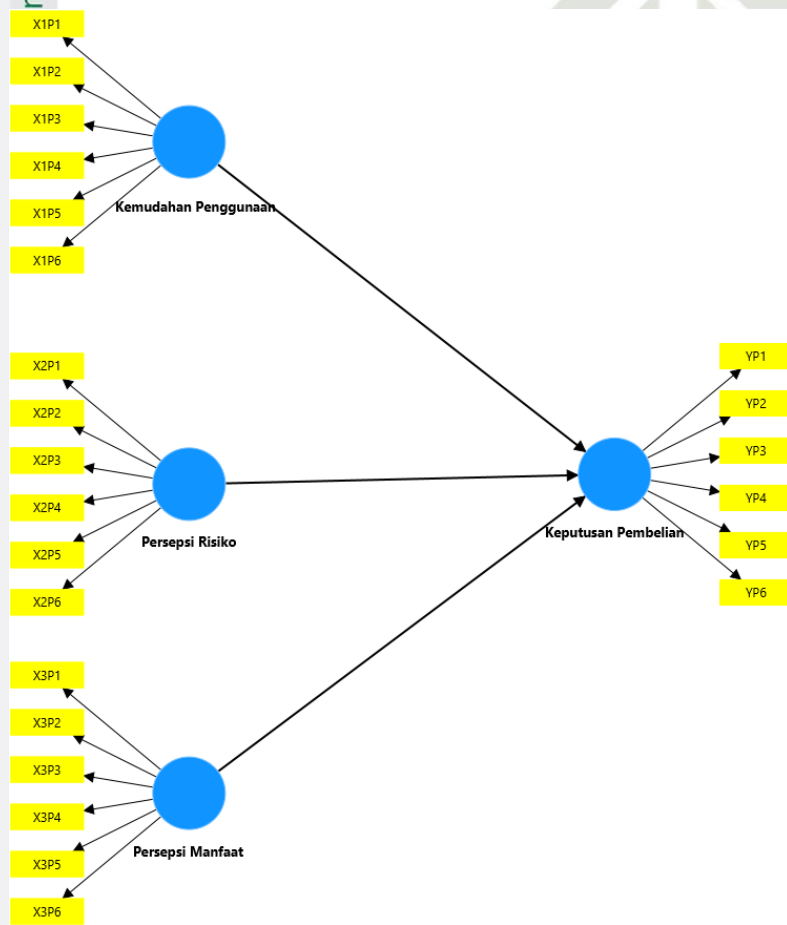 X1P1
X1P2
X1P3
X1P4
X1P5
X1P6
Kemudahan Penggunaan
X2P1
X2P2
X2P3
X2P4
X2P5
X2P6
Persepsi Risiko
X3P1
X3P2
X3P3
X3P4
X3P5
X3P6
Persepsi Manfaat
YP1
YP2
YP3
YP4
YP5
YP6
Keputusan Pembelian